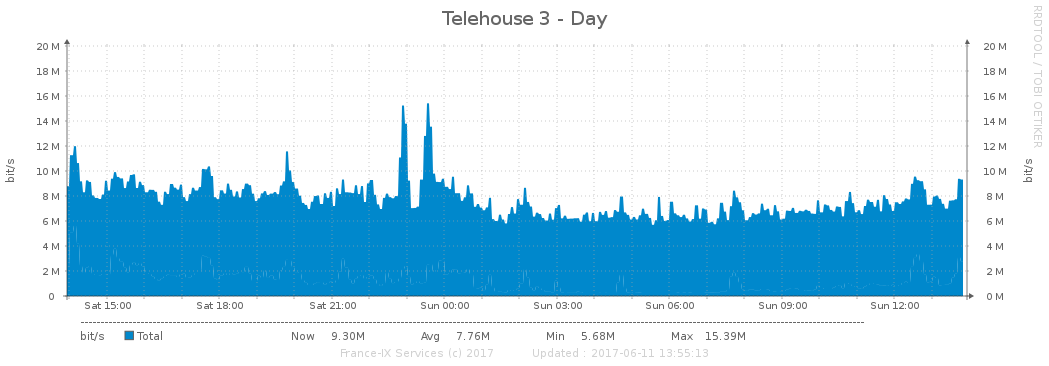 Telehouse 3 - Day
RRDTOOL / TOBI OETIKER
bit/s
bit/s
20 M 20 M
18 M 18 M
16 M 16 M
14 M 14 M
12 M 12 M
10 M 10 M
8 M 8 M
6 M 6 M
4 M 4 M
2 M 2 M
0 0 M
Sat 15:00 Sat 18:00 Sat 21:00 Sun 00:00 Sun 03:00 Sun 06:00 Sun 09:00 Sun 12:00
bit/s Total Now 9.30M Avg 7.76M Min 5.68M Max 15.39M
France-IX Services (c) 2017 Updated : 2017-06-11 13:55:13